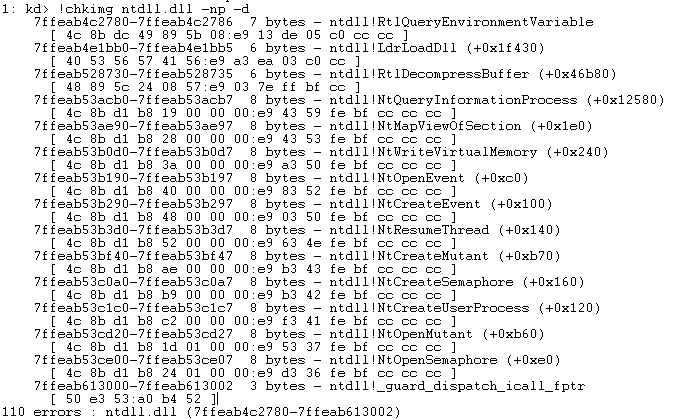 1: kd> !chkimg ntdll.dll -np -d
7ffeab4c2780-7ffeab4c2786 7 bytes - ntdll!RtlQueryEnvironmentVariable
[ 4c 8b dc 49 89 5b 08:e9 13 de 05 c0 cc cc ]
7ffeab4e1bb0-7ffeab4e1bb5 6 bytes - ntdll!LdrLoadDll (+0x1f430)
[ 40 53 56 57 41 56:e9 a3 ea 03 c0 cc ]
7ffeab528730-7ffeab528735 6 bytes - ntdll!RtlDecompressBuffer (+0x46b80)
[ 48 89 5c 24 08 57:e9 03 7e ff bf cc ]
7ffeab53acb0-7ffeab53acb7 8 bytes - ntdll!NtQueryInformationProcess (+0x12580)
[ 4c 8b d1 b8 19 00 00 00:e9 43 59 fe bf cc cc cc ]
7ffeab53ae90-7ffeab53ae97 8 bytes - ntdll!NtMapViewOfSection (+0x1e0)
[ 4c 8b d1 b8 28 00 00 00:e9 43 53 fe bf cc cc cc ]
7ffeab53b0d0-7ffeab53b0d7 8 bytes - ntdll!NtWriteVirtualMemory (+0x240)
[ 4c 8b d1 b8 3a 00 00 00:e9 a3 50 fe bf cc cc cc ]
7ffeab53b190-7ffeab53b197 8 bytes - ntdll!NtOpenEvent (+0xc0)
[ 4c 8b d1 b8 40 00 00 00:e9 83 52 fe bf cc cc cc ]
7ffeab53b290-7ffeab53b297 8 bytes - ntdll!NtCreateEvent (+0x100)
[ 4c 8b d1 b8 48 00 00 00:e9 03 50 fe bf cc cc cc ]
7ffeab53b3d0-7ffeab53b3d7 8 bytes - ntdll!NtResumeThread (+0x140)
[ 4c 8b d1 b8 52 00 00 00:e9 63 4e fe bf cc cc cc ]
7ffeab53bf40-7ffeab53bf47 8 bytes - ntdll!NtCreateMutant (+0xb70)
[ 4c 8b d1 b8 ae 00 00 00:e9 b3 43 fe bf cc cc cc ]
7ffeab53c0a0-7ffeab53c0a7 8 bytes - ntdll!NtCreateSemaphore (+0x160)
[ 4c 8b d1 b8 b9 00 00 00:e9 b3 42 fe bf cc cc cc ]
7ffeab53c1c0-7ffeab53c1c7 8 bytes - ntdll!NtCreateUserProcess (+0x120)
[ 4c 8b d1 b8 c2 00 00 00:e9 f3 41 fe bf cc cc cc ]
7ffeab53cd20-7ffeab53cd27 8 bytes - ntdll!NtOpenMutant (+0xb60)
[ 4c 8b d1 b8 1d 01 00 00:e9 53 37 fe bf cc cc cc ]
7ffeab53ce00-7ffeab53ce07 8 bytes - ntdll!NtOpenSemaphore (+0xe0)
[ 4c 8b d1 b8 24 01 00 00:e9 d3 36 fe bf cc cc cc ]
7ffeab613000-7ffeab613002 3 bytes - ntdll!_guard_dispatch_icall_fptr
[ 50 e3 53:a0 b4 52 ]
110 errors : ntdll.dll (7ffeab4c2780-7ffeab613002)